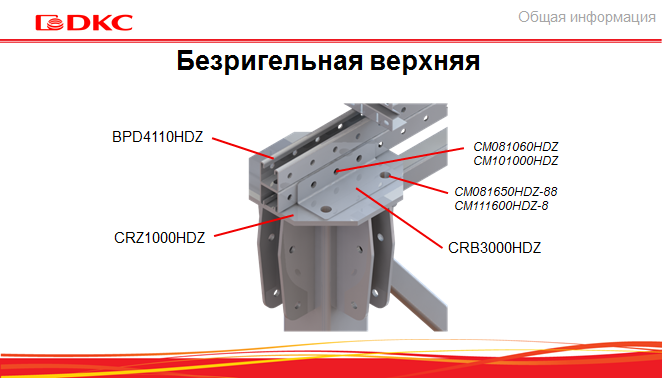 DKC
Общая информация
Безригельная верхняя
BPD4110HDZ
CM081060HDZ
CM101000HDZ
CM081650HDZ-88
CM111600HDZ-8
CRZ1000HDZ
CRB3000HDZ